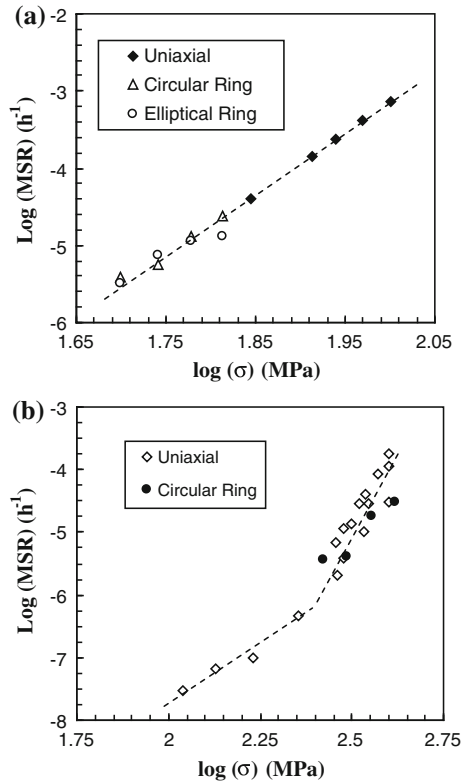 (a)
-2
-3
-4
-5
-6
Log (MSR) (h-1)
Uniaxial
Circular Ring
Elliptical Ring
1.65 1.75 1.85 1.95 2.05
log (σ) (MPa)
(b)
-3
-4
-5
-6
-7
-8
Log (MSR) (h-1)
Uniaxial
Circular Ring
1.75 2 2.25 2.5 2.75
log (σ) (MPa)